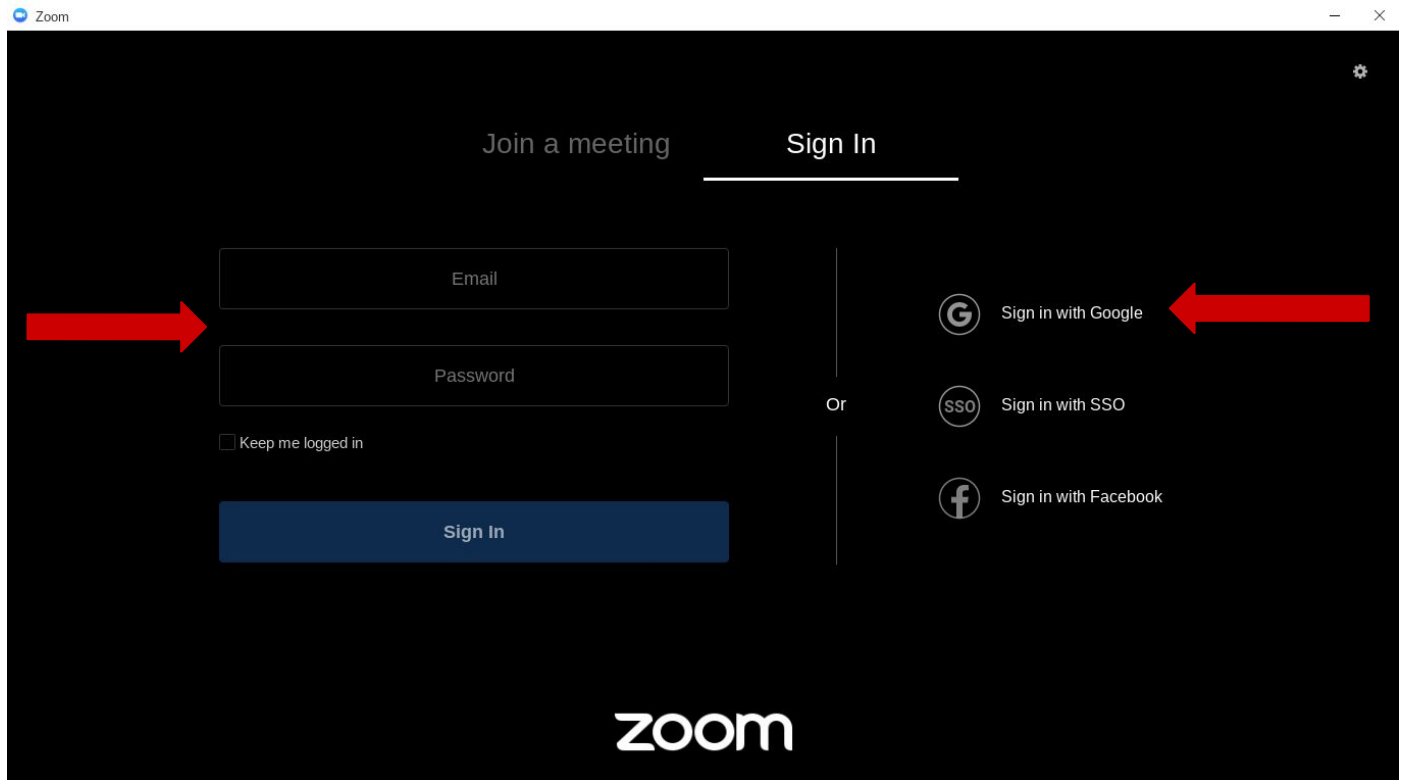 Zoom
Join a meeting
Sign In
Email
Password
Keep me logged in
Sign In
Or
G
Sign in with Google
SSO
Sign in with SSO
f
Sign in with Facebook
zoom